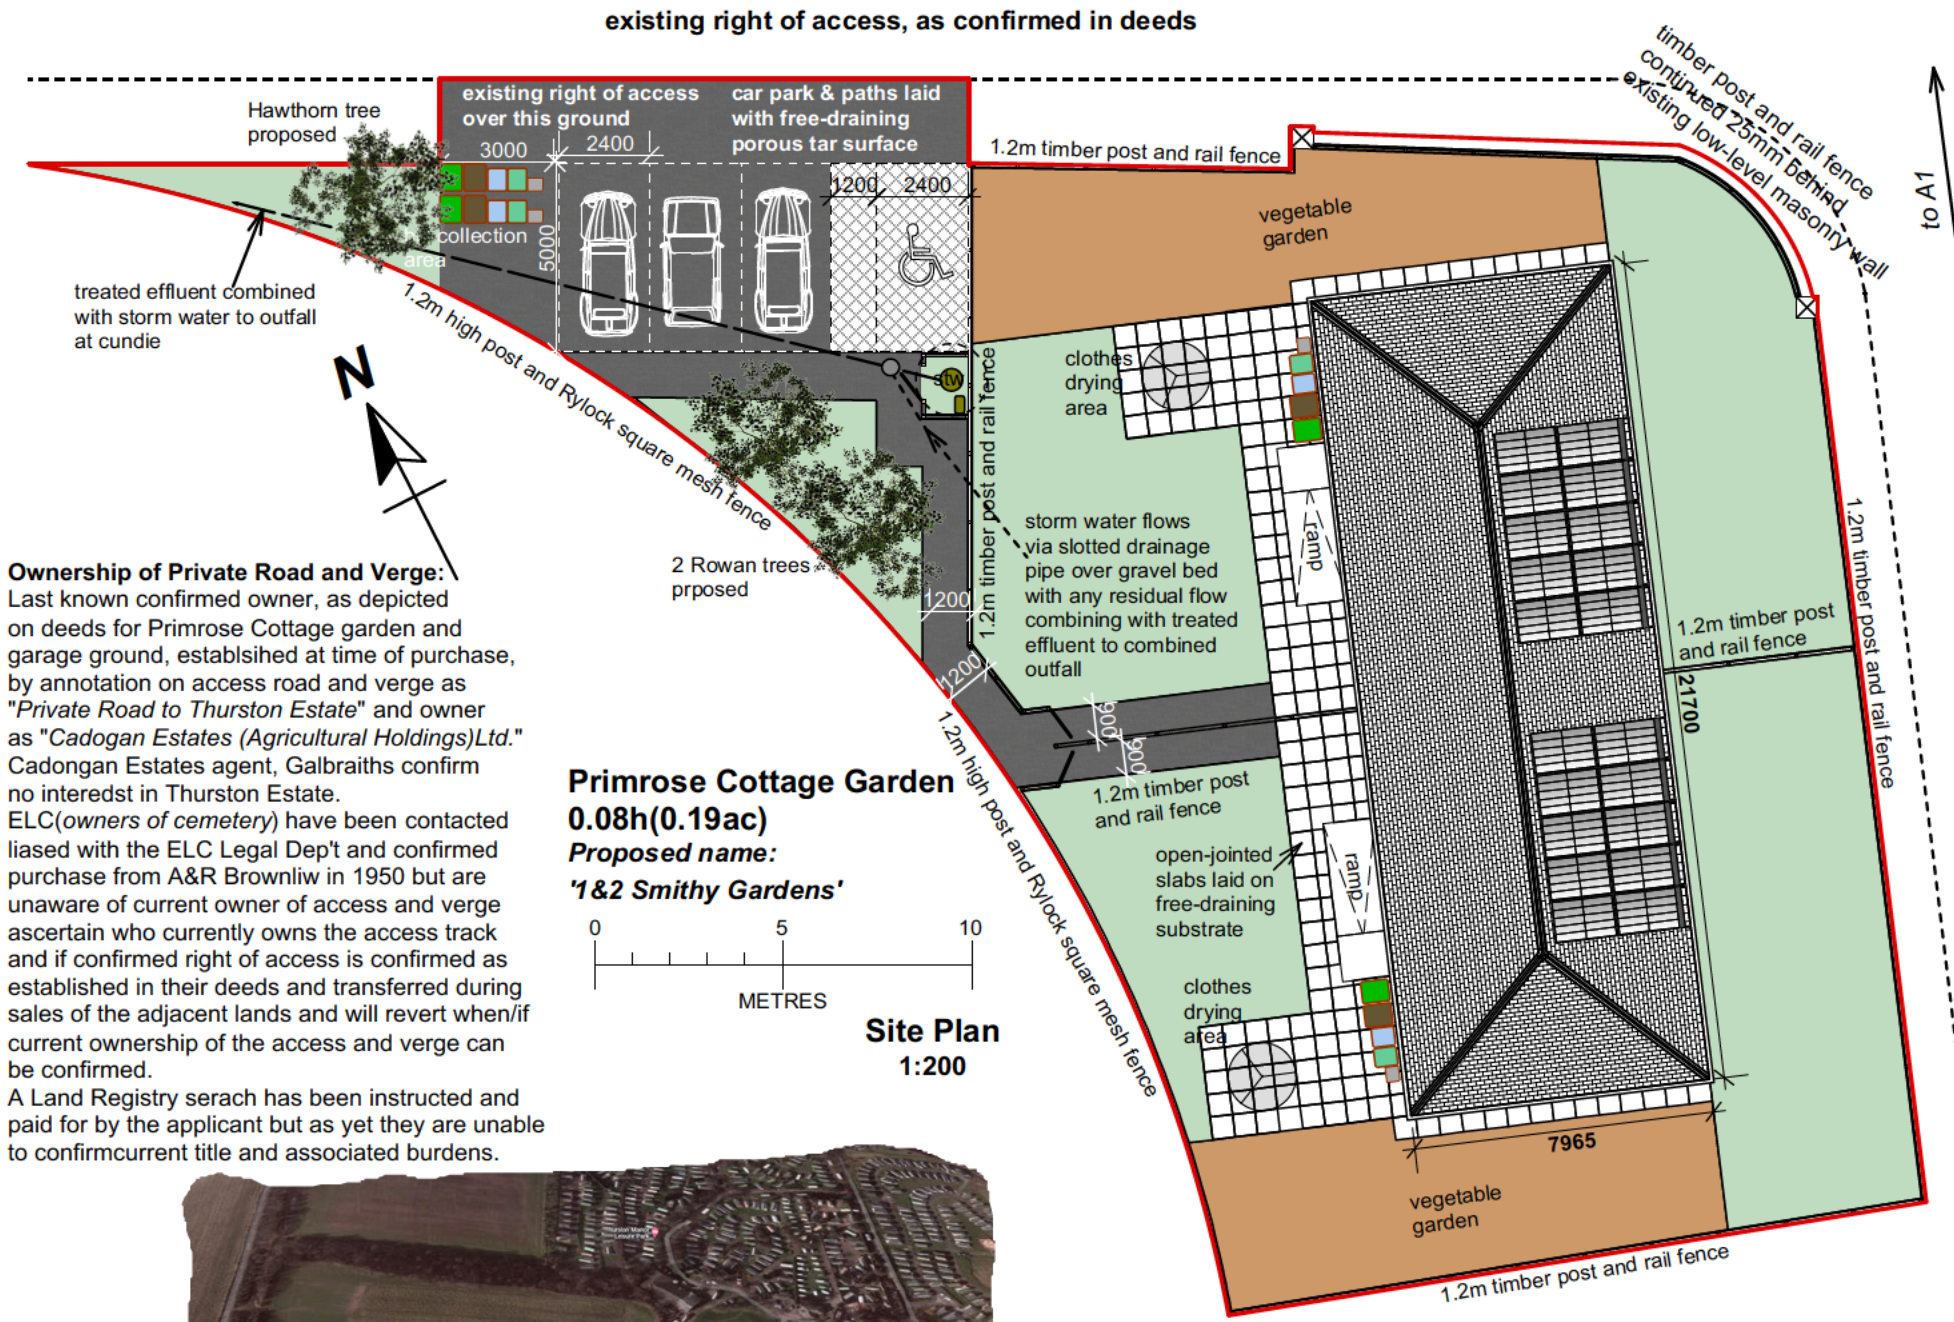 existing right of access, as confirmed in deeds
timber post and rail fence
continued 25mm behind
existing low-level masonry wall
to A1
Hawthorn tree
proposed
existing right of access
over this ground
car park & paths laid
with free-draining
porous tar surface
3000
2400
1.2m timber post and rail fence
1200
2400
5000
collection
area
vegetable
garden
treated effluent combined
with storm water to outfall
at cundie
N
1.2m high post and Rylock square mesh fence
stw
clothes
drying
area
1.2m timber post and rail fence
ramp
storm water flows
via slotted drainage
pipe over gravel bed
with any residual flow
combining with treated
effluent to combined
outfall
2 Rowan trees
prposed
1200
1200
1.2m timber post and rail fence
1.2m timber post
and rail fence
21700
900
900
Ownership of Private Road and Verge:
Last known confirmed owner, as depicted
on deeds for Primrose Cottage garden and
garage ground, establsihed at time of purchase,
by annotation on access road and verge as
"Private Road to Thurston Estate" and owner
as "Cadogan Estates (Agricultural Holdings)Ltd."
Cadongan Estates agent, Galbraiths confirm
no interedst in Thurston Estate.
ELC(owners of cemetery) have been contacted
liased with the ELC Legal Dep't and confirmed
purchase from A&R Brownliw in 1950 but are
unaware of current owner of access and verge
ascertain who currently owns the access track
and if confirmed right of access is confirmed as
established in their deeds and transferred during
sales of the adjacent lands and will revert when/if
current ownership of the access and verge can
be confirmed.
A Land Registry serach has been instructed and
paid for by the applicant but as yet they are unable
to confirmcurrent title and associated burdens.
Primrose Cottage Garden
0.08h(0.19ac)
Proposed name:
'1&2 Smithy Gardens'
0 5 10
METRES
Site Plan
1:200
1.2m high post and Rylock square mesh fence
1.2m timber post
and rail fence
open-jointed
slabs laid on
free-draining
substrate
ramp
clothes
drying
area
7965
vegetable
garden
1.2m timber post and rail fence